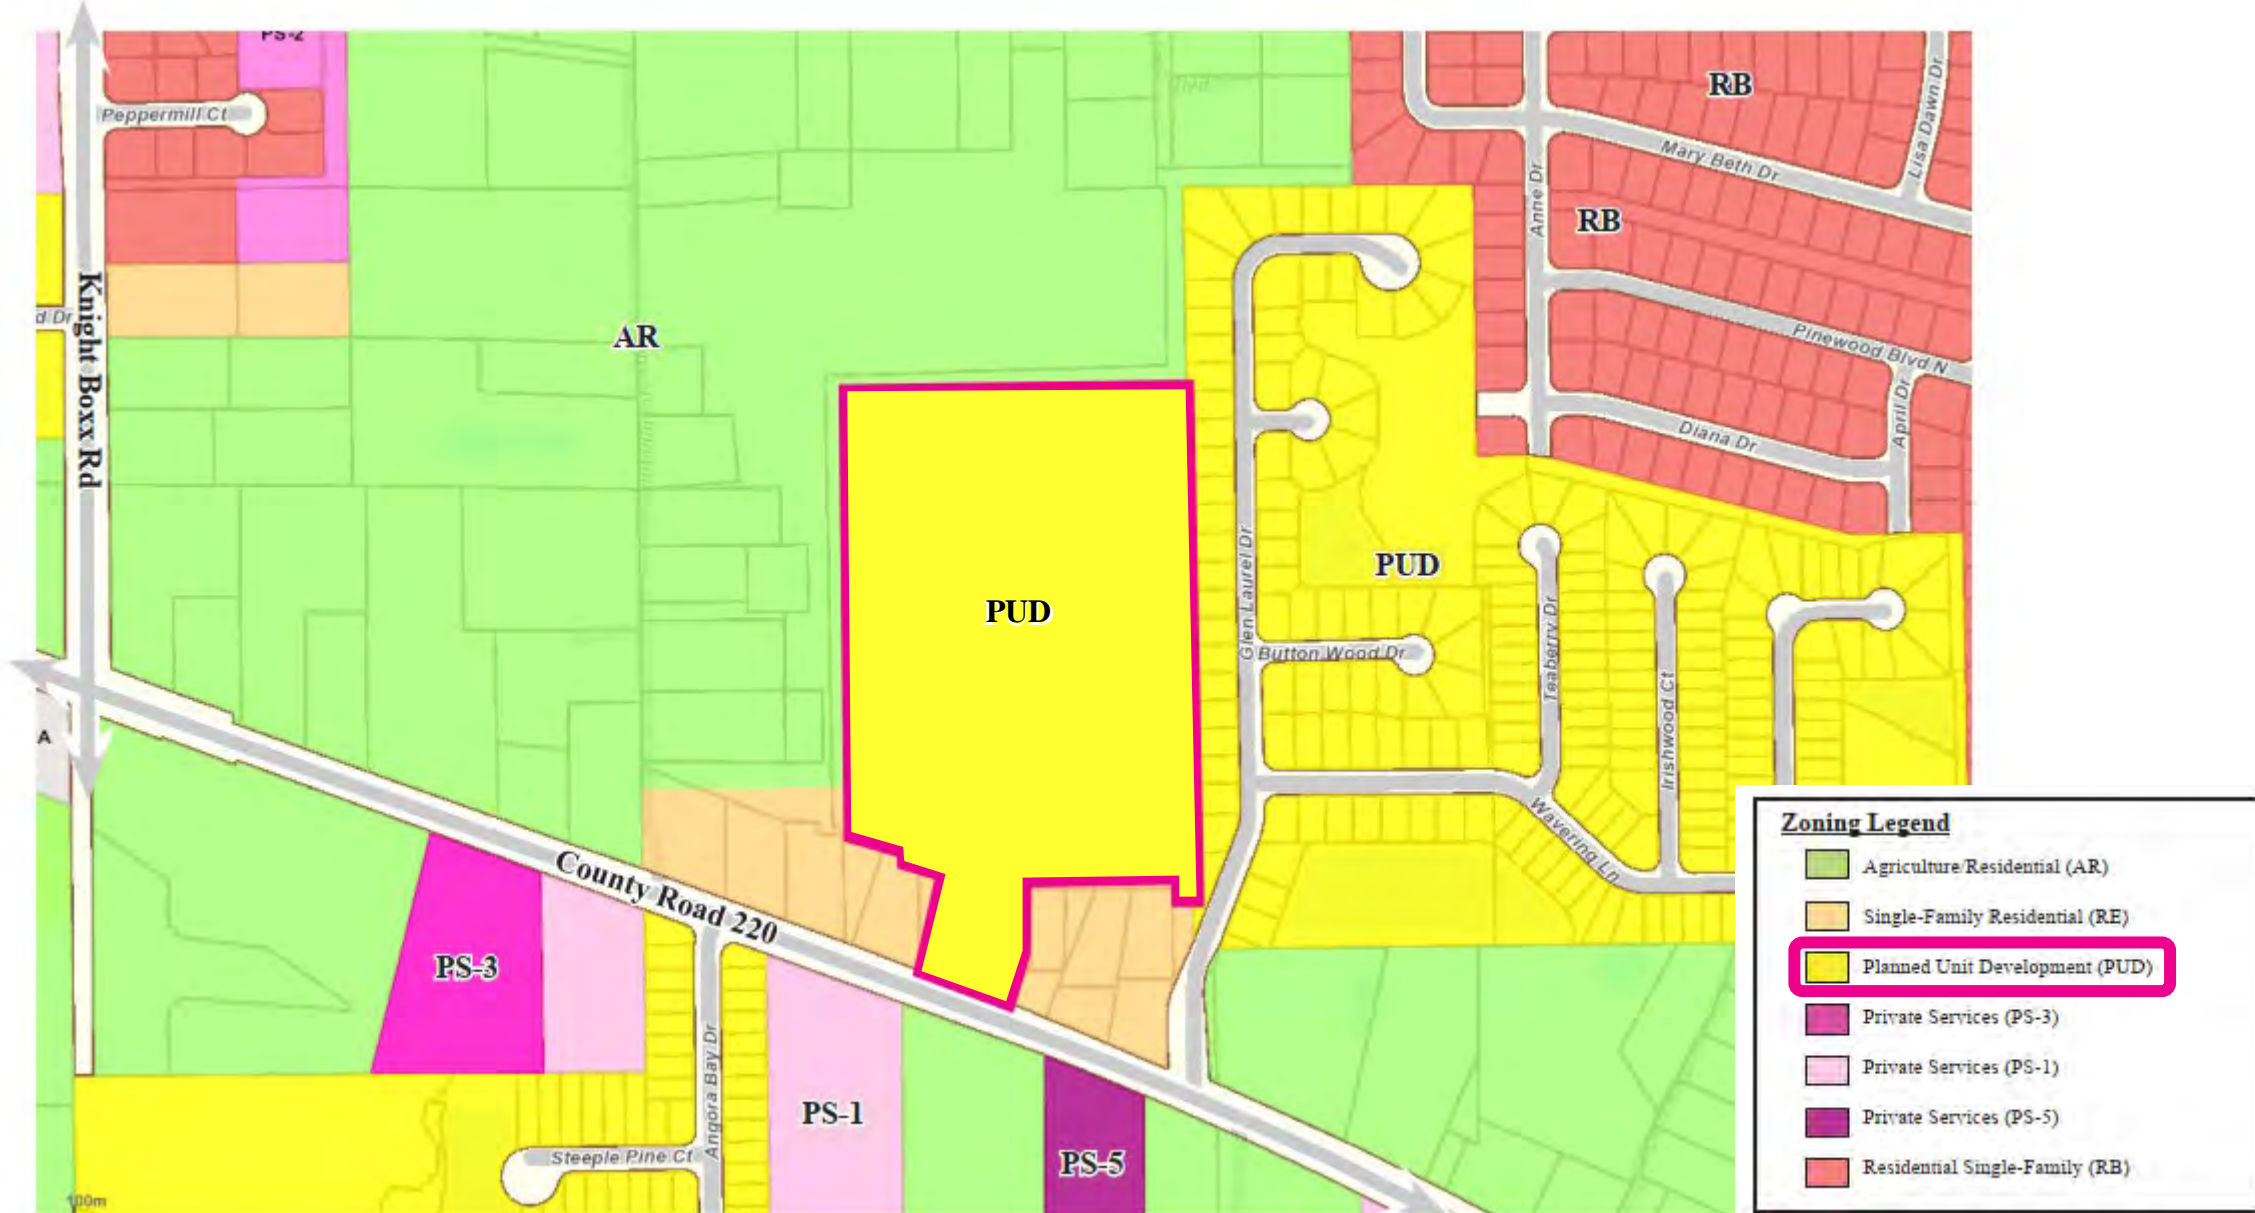 PS-2
Peppermill Ct
RB
Lisa Dawn Dr
Mary Beth Dr
Anne Dr
RB
Knight Boxx Rd
d Dr
AR
Pinewood Blvd N
April Dr
Diana Dr
Glen Laurel Dr
PUD
PUD
Button Wood Dr
Teaberry Dr
Irishwood Ct
A
Wavering Ln
County Road 220
PS-3
Angora Bay Dr
PS-1
Steeple Pine Ct
PS-5
100m
Zoning Legend
Agriculture/Residential (AR)
Single-Family Residential (RE)
Planned Unit Development (PUD)
Private Services (PS-3)
Private Services (PS-1)
Private Services (PS-5)
Residential Single-Family (RB)